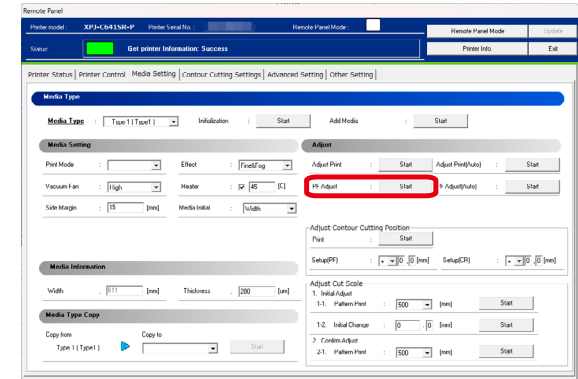 Remote Panel
Printer model : XPJ-C641SR-P Printer Serial No. : Remote Panel Mode : Remote Panel Mode Update
Status: Get printer Information: Success Printer Info. Exit
Printer Status Printer Control Media Setting Contour Cutting Settings Advanced Setting Other Setting
Media Type
Media Type : Type 1 ( Type1 ) Initialization : Start Add Media : Start
Media Setting
Print Mode :
Effect : Fine&Fog
Vacuum Fan : High
Heater : 45 [C]
Side Margin : 15 [mm]
Media Initial : Width
Adjust
Adjust Print : Start Adjust Print(Auto) : Start
PF Adjust : Start F Adjust(Auto) : Start
Adjust Contour Cutting Position
Print : Start
Setup(PF) : + 0 . 0 [mm] Setup(CR) : + 0 . 0 [mm]
Media Information
Width : 611 [mm] Thickness : 280 [um]
Media Type Copy
Copy from Copy to
Type 1 ( Type1 ) Start
Adjust Cut Scale
1. Initial Adjust
1-1. Pattern Print : 500 [mm] Start
1-2. Initial Change : 0 . 0 [mm] Start
2. Confirm Adjust
2-1. Pattern Print : 500 [mm] Start